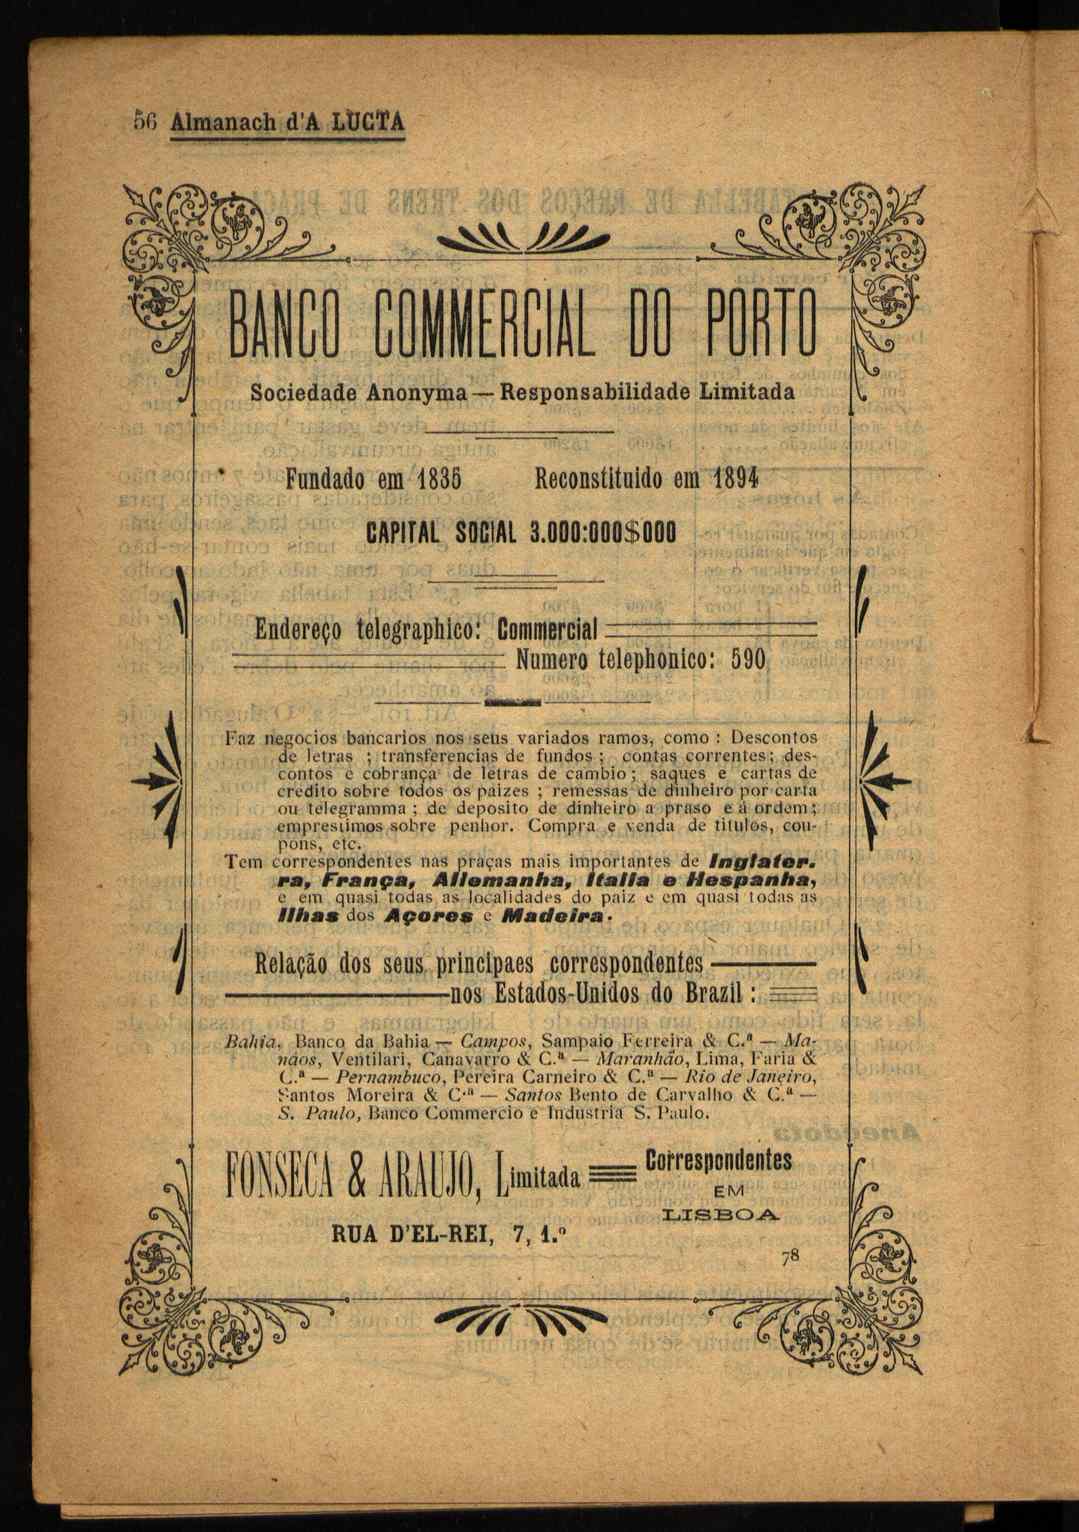 56 Almanach d'A LUCTA
BANCO COMMERCIAL DO PORTO
Sociedade Anonyma — Responsabilidade Limitada
Fundado em 1835 Reconstituido em 1894
CAPITAL SOCIAL 3.000:000$000
Endereço telegraphico: Commercial
Numero telephonico: 590
Faz negocios bancarios nos seus variados ramos, como : Descontos
de letras ; transferencias de fundos ; contas correntes ; des-
contos e cobrança de letras de cambio ; saques e cartas de
credito sobre todos os paizes ; remessas de dinheiro por carta
ou telegramma ; de deposito de dinheiro a praso e á ordem ;
emprestimos sobre penhor. Compra e venda de titulos, cou-
pons, etc.
Tem correspondentes nas praças mais importantes de Inglater-
ra, França, Allemanha, Italia e Hespanha,
e em quasi todas as localidades do paiz e em quasi todas as
Ilhas dos Açores e Madeira.
Relação dos seus principaes correspondentes
nos Estados-Unidos do Brazil :
Bahia, Banco da Bahia — Campos, Sampaio Ferreira & C.ª — Ma-
náos, Ventilari, Canavarro & C.ª — Maranhão, Lima, Faria &
C.ª — Pernambuco, Pereira Carneiro & C.ª — Rio de Janeiro,
Santos Moreira & C.ª — Santos Bento de Carvalho & C.ª —
S. Paulo, Banco Commercio e Industria S. Paulo.
FONSECA & ARAUJO, Limitada
Correspondentes
EM
LISBOA
RUA D'EL-REI, 7, 1.º
78